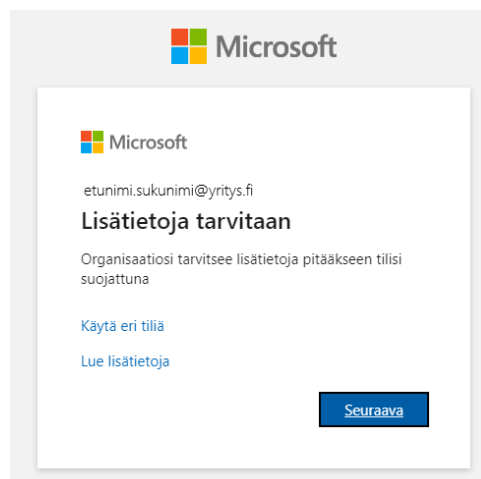 Microsoft
Microsoft
etunimi.sukunimi@yritys.fi
Lisätietoja tarvitaan
Organisaatiosi tarvitsee lisätietoja pitääkseen tilisi
suojattuna
Käytä eri tiliä
Lue lisätietoja
Seuraava